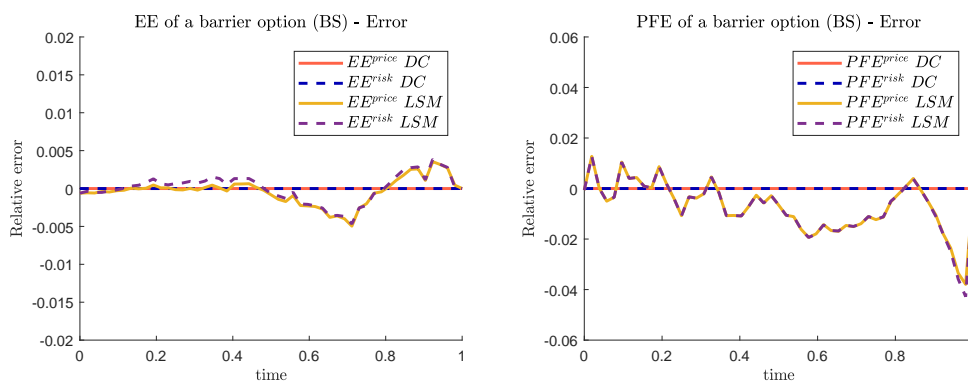 EE of a barrier option (BS) - Error
0.02
0.015
0.01
0.005
0
-0.005
-0.01
-0.015
-0.02
Relative error
EE^price DC
EE^risk DC
EE^price LSM
EE^risk LSM
0 0.2 0.4 0.6 0.8 1
time
PFE of a barrier option (BS) - Error
0.06
0.04
0.02
0
-0.02
-0.04
-0.06
Relative error
PFE^price DC
PFE^risk DC
PFE^price LSM
PFE^risk LSM
0 0.2 0.4 0.6 0.8
time